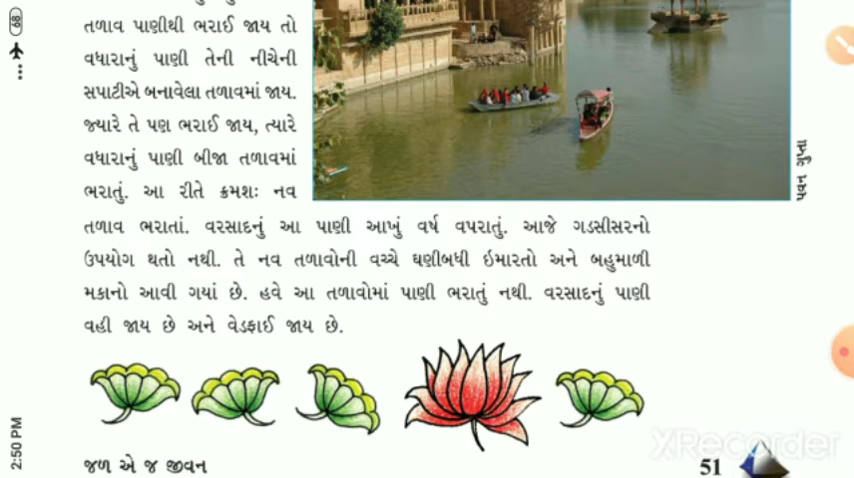 તળાવ પાણીથી ભરાઈ જાય તો
વધારાનું પાણી તેની નીચેની
સપાટીએ બનાવેલા તળાવમાં જાય.
જ્યારે તે પણ ભરાઈ જાય, ત્યારે
વધારાનું પાણી બીજા તળાવમાં
ભરાતું. આ રીતે ક્રમશઃ નવ
તળાવ ભરાતાં. વરસાદનું આ પાણી આખું વર્ષ વપરાતું. આજે ગડસીસરનો
ઉપયોગ થતો નથી. તે નવ તળાવોની વચ્ચે ઘણીબધી ઇમારતો અને બહુમાળી
મકાનો આવી ગયાં છે. હવે આ તળાવોમાં પાણી ભરાતું નથી. વરસાદનું પાણી
વહી જાય છે અને વેડફાઈ જાય છે.
પવન ગુપ્તા
જળ એ જ જીવન
51
XRecorder
2:50 PM
68